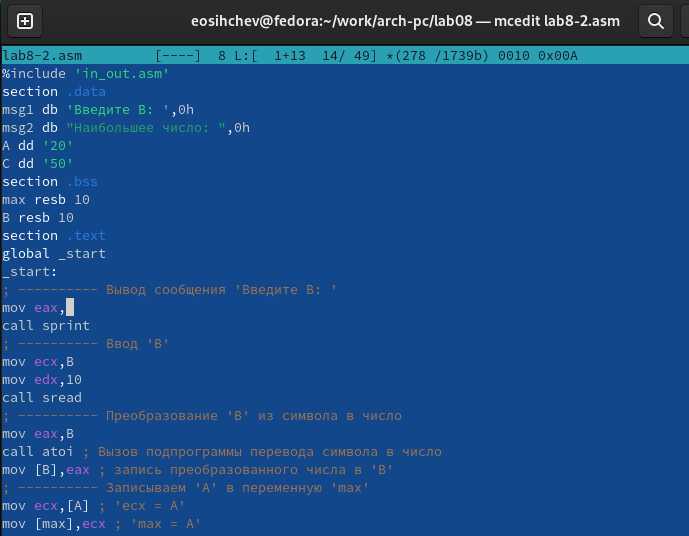 eosihchev@fedora:~/work/arch-pc/lab08 — mcedit lab8-2.asm
lab8-2.asm         [----]  8 L:[  1+13  14/ 49] *(278 /1739b) 0010 0x00A
%include 'in_out.asm'
section .data
msg1 db 'Введите B: ',0h
msg2 db "Наибольшее число: ",0h
A dd '20'
C dd '50'
section .bss
max resb 10
B resb 10
section .text
global _start
_start:
; ---------- Вывод сообщения 'Введите B: '
mov eax,
call sprint
; ---------- Ввод 'B'
mov ecx,B
mov edx,10
call sread
; ---------- Преобразование 'B' из символа в число
mov eax,B
call atoi ; Вызов подпрограммы перевода символа в число
mov [B],eax ; запись преобразованного числа в 'B'
; ---------- Записываем 'A' в переменную 'max'
mov ecx,[A] ; 'ecx = A'
mov [max],ecx ; 'max = A'